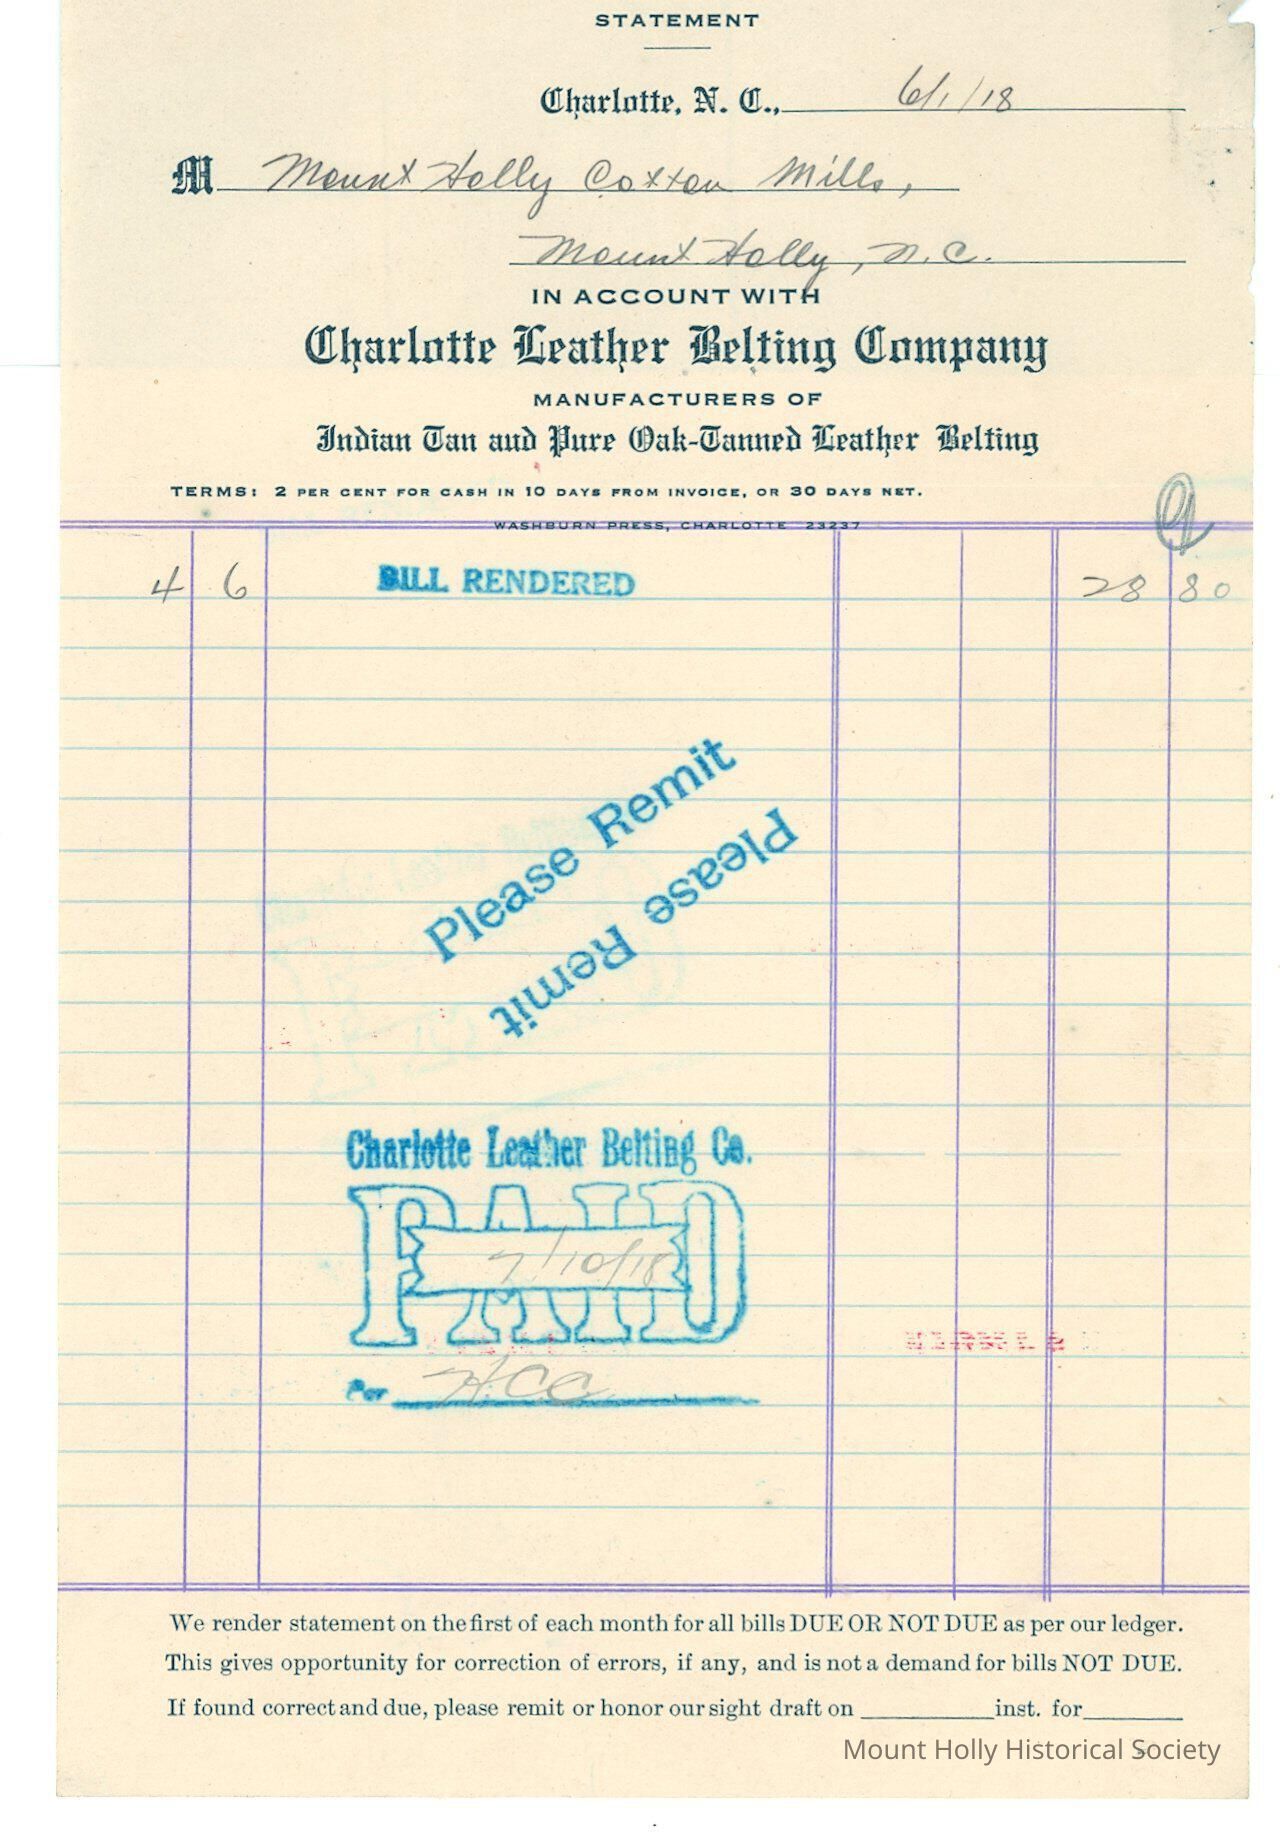 STATEMENT
Charlotte, N. C., 6/1/18
M Mount Holly Cotton Mills,
Mount Holly, N.C.
IN ACCOUNT WITH
Charlotte Leather Belting Company
MANUFACTURERS OF
Indian Tan and Pure Oak-Tanned Leather Belting
TERMS: 2 PER CENT FOR CASH IN 10 DAYS FROM INVOICE, OR 30 DAYS NET.
WASHBURN PRESS, CHARLOTTE 23237
4 6 BILL RENDERED 28 80
Please Remit
Please Remit
Charlotte Leather Belting Co.
PAID
7/10/18
Per HCC
We render statement on the first of each month for all bills DUE OR NOT DUE as per our ledger.
This gives opportunity for correction of errors, if any, and is not a demand for bills NOT DUE.
If found correct and due, please remit or honor our sight draft on ____________inst. for_________
Mount Holly Historical Society